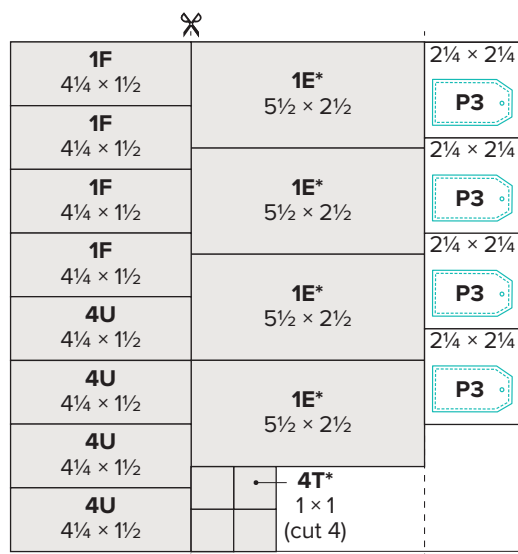 1F
4¼ × 1½
1F
4¼ × 1½
1F
4¼ × 1½
1F
4¼ × 1½
4U
4¼ × 1½
4U
4¼ × 1½
4U
4¼ × 1½
4U
4¼ × 1½
1E*
5½ × 2½
1E*
5½ × 2½
1E*
5½ × 2½
1E*
5½ × 2½
4T*
1 × 1
(cut 4)
2¼ × 2¼
P3
2¼ × 2¼
P3
2¼ × 2¼
P3
2¼ × 2¼
P3